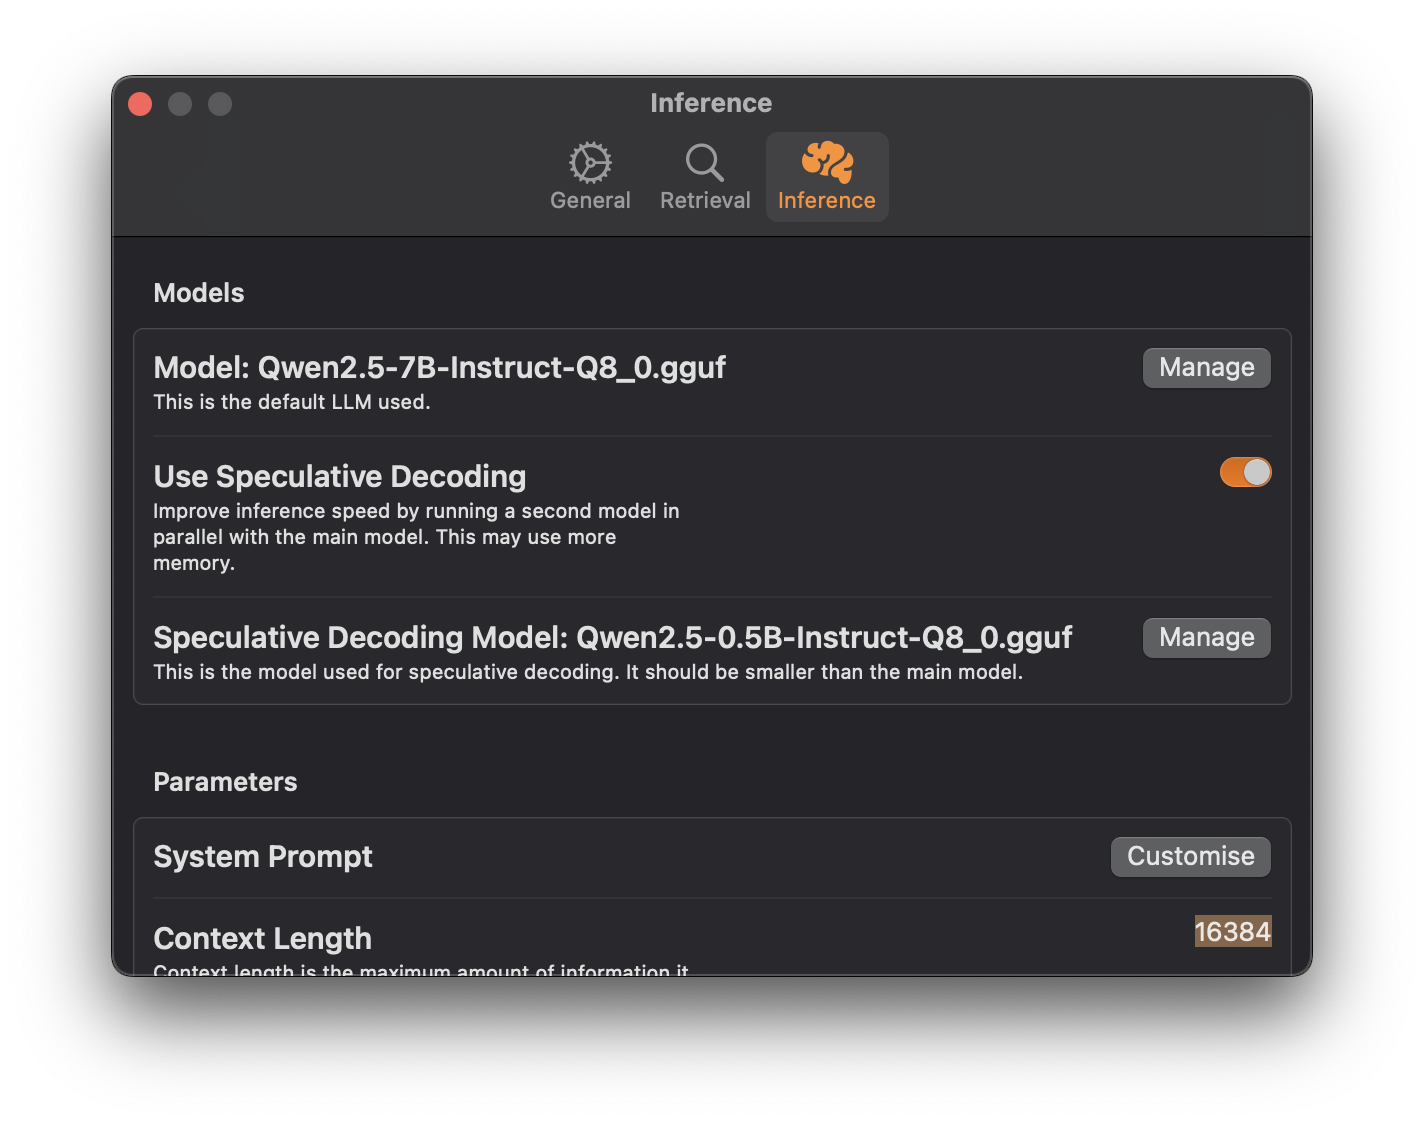 Inference
General
Retrieval
Inference
Models
Model: Qwen2.5-7B-Instruct-Q8_0.gguf
Manage
This is the default LLM used.
Use Speculative Decoding
Improve inference speed by running a second model in
parallel with the main model. This may use more
memory.
Speculative Decoding Model: Qwen2.5-0.5B-Instruct-Q8_0.gguf
Manage
This is the model used for speculative decoding. It should be smaller than the main model.
Parameters
System Prompt
Customise
Context Length
16384
Context length is the maximum amount of information it